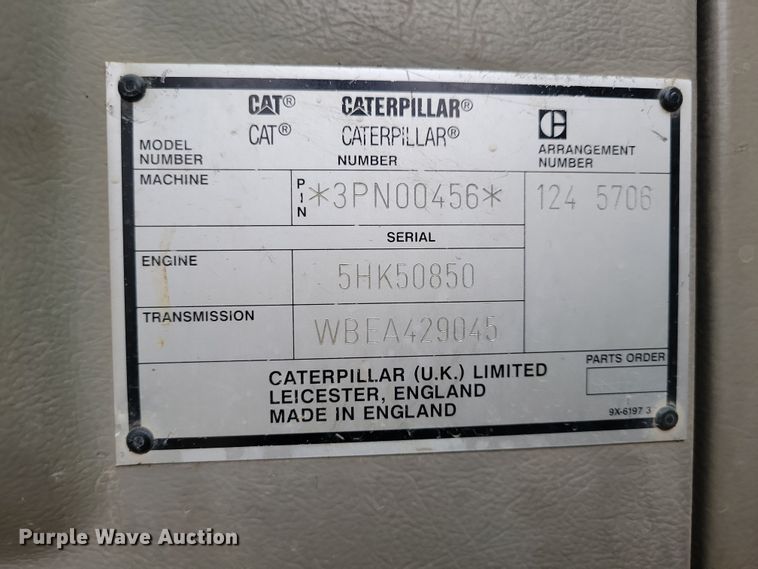 CAT® CATERPILLAR®
CAT® CATERPILLAR®
MODEL NUMBER
NUMBER
ARRANGEMENT NUMBER
MACHINE
PIN *3PN00456*
124 5706
SERIAL
ENGINE
5HK50850
TRANSMISSION
WBEA429045
CATERPILLAR (U.K.) LIMITED
LEICESTER, ENGLAND
MADE IN ENGLAND
PARTS ORDER
9X-6197 3
Purple Wave Auction